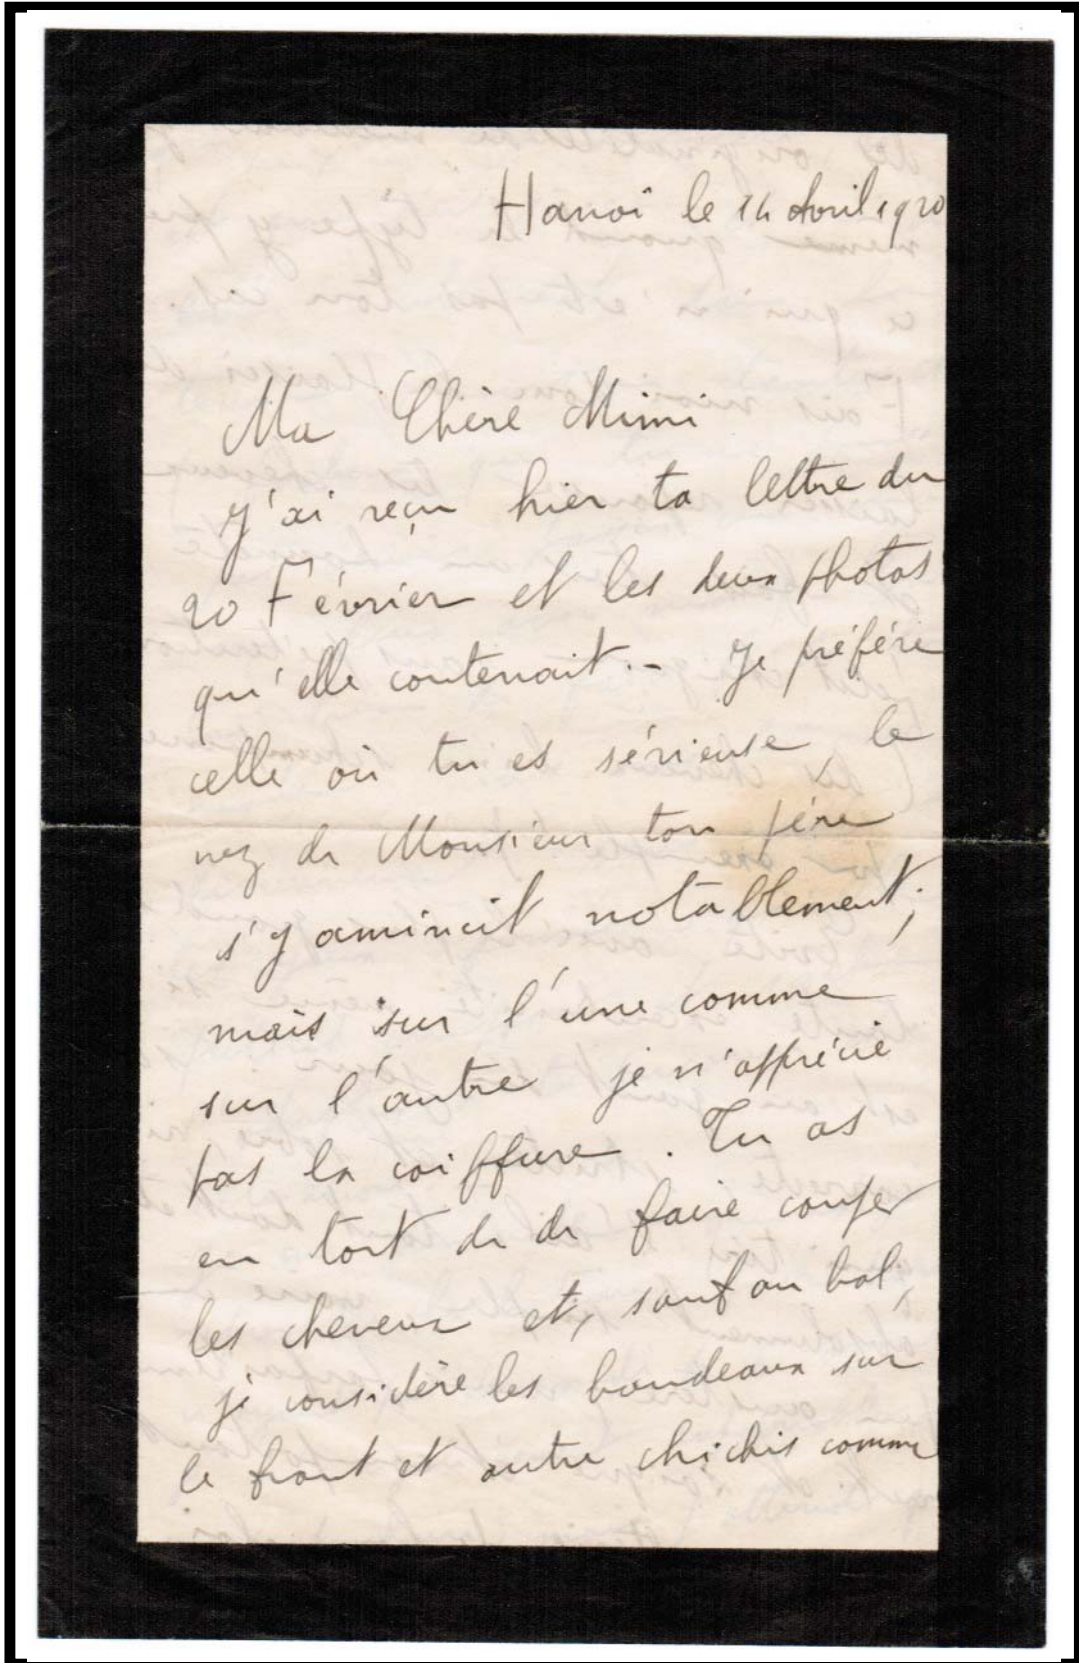 Hanoï le 14 Avril 1920
Ma Chère Mimi
J'ai reçu hier ta lettre du
20 Février et les deux photos
qu'elle contenait. - Je préfère
celle où tu es sérieuse, le
nez de Monsieur ton père
s'y amincit notablement;
mais sur l'une comme
sur l'autre je n'apprécie
pas la coiffure. Tu as
eu tort de de faire couper
les cheveux et, sauf au bal,
je considère les bandeaux sur
le front et autre chichis comme